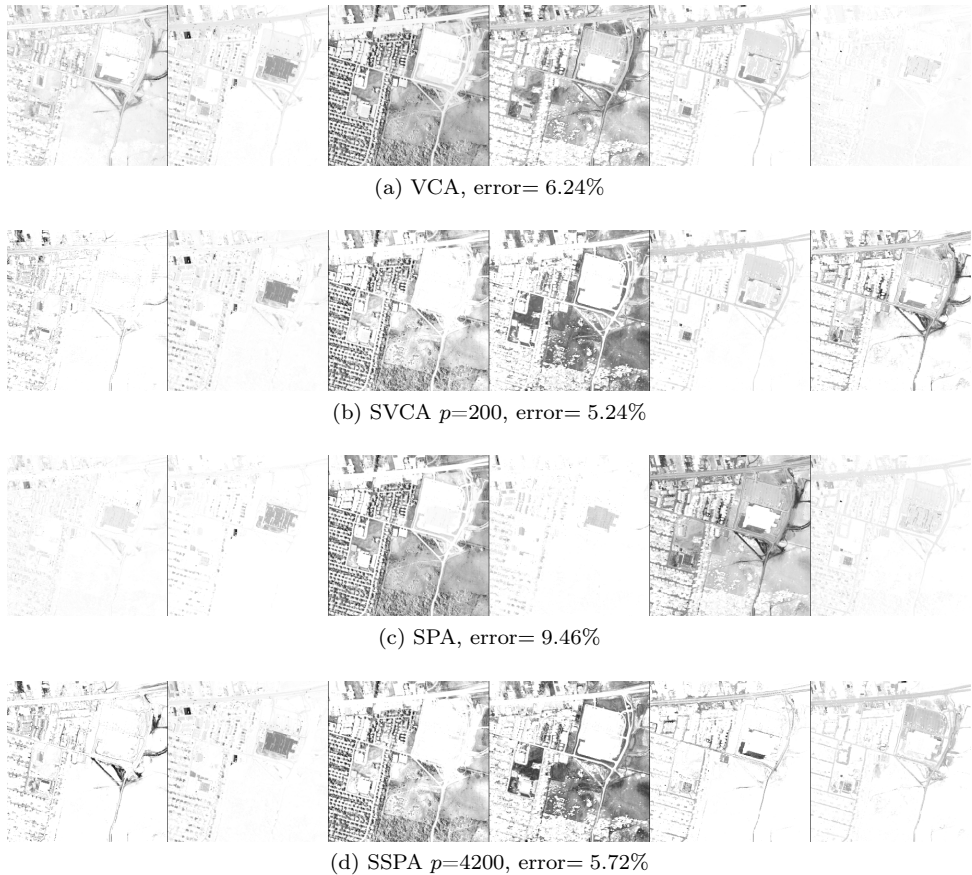 (a) VCA, error= 6.24%
(b) SVCA p=200, error= 5.24%
(c) SPA, error= 9.46%
(d) SSPA p=4200, error= 5.72%